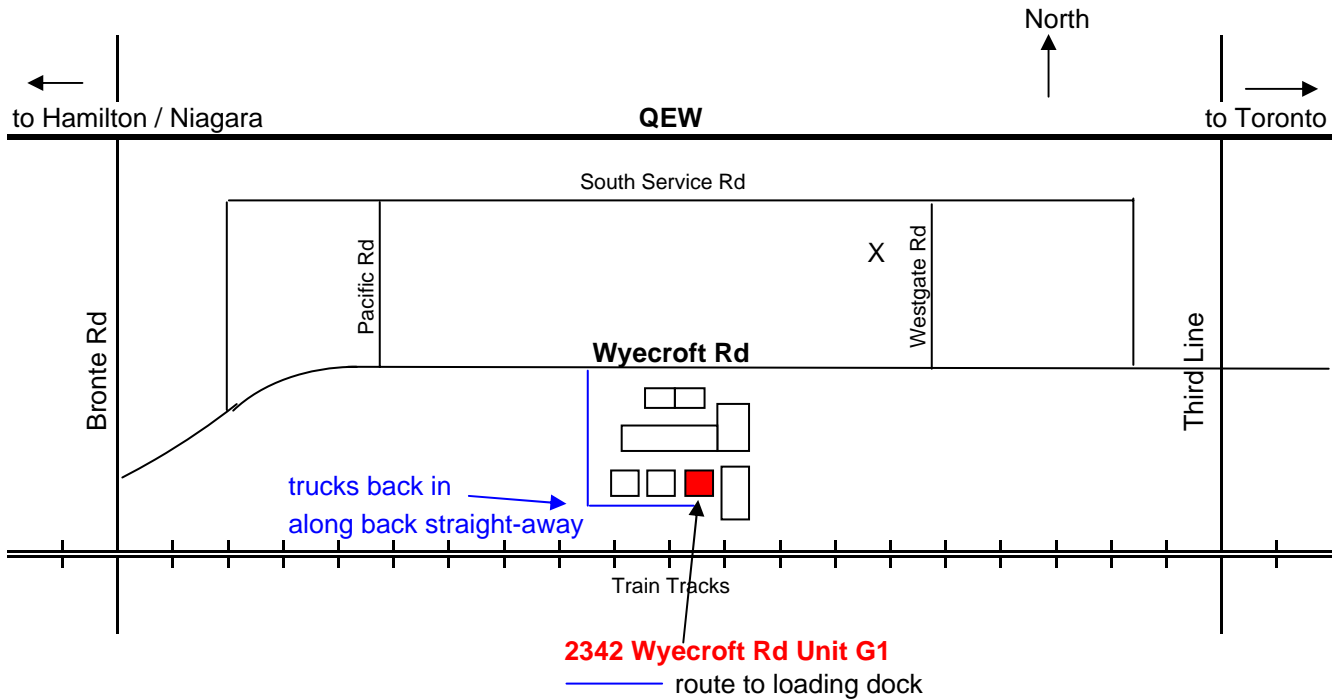 North
to Hamilton / Niagara
QEW
to Toronto
South Service Rd
Pacific Rd
X
Westgate Rd
Bronte Rd
Wyecroft Rd
Third Line
trucks back in
along back straight-away
Train Tracks
2342 Wyecroft Rd Unit G1
route to loading dock